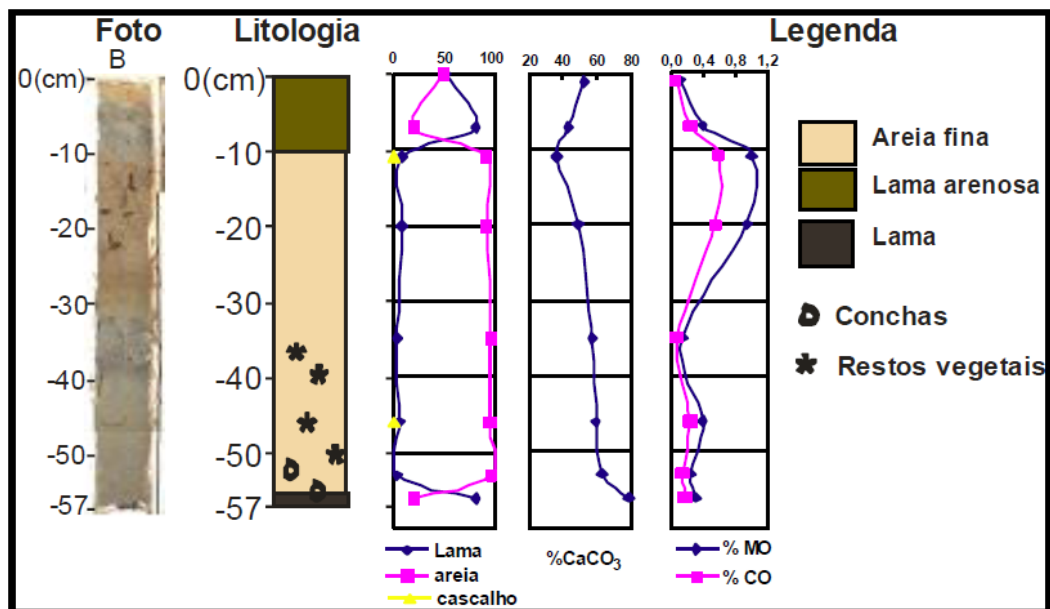 Foto
B
0(cm)
-10
-20
-30
-40
-50
-57
Litologia
0(cm)
-10
-20
-30
-40
-50
-57
0 50 100
Lama
areia
cascalho
20 40 60 80
%CaCO₃
0,0 0,4 0,8 1,2
% MO
% CO
Legenda
Areia fina
Lama arenosa
Lama
Conchas
Restos vegetais